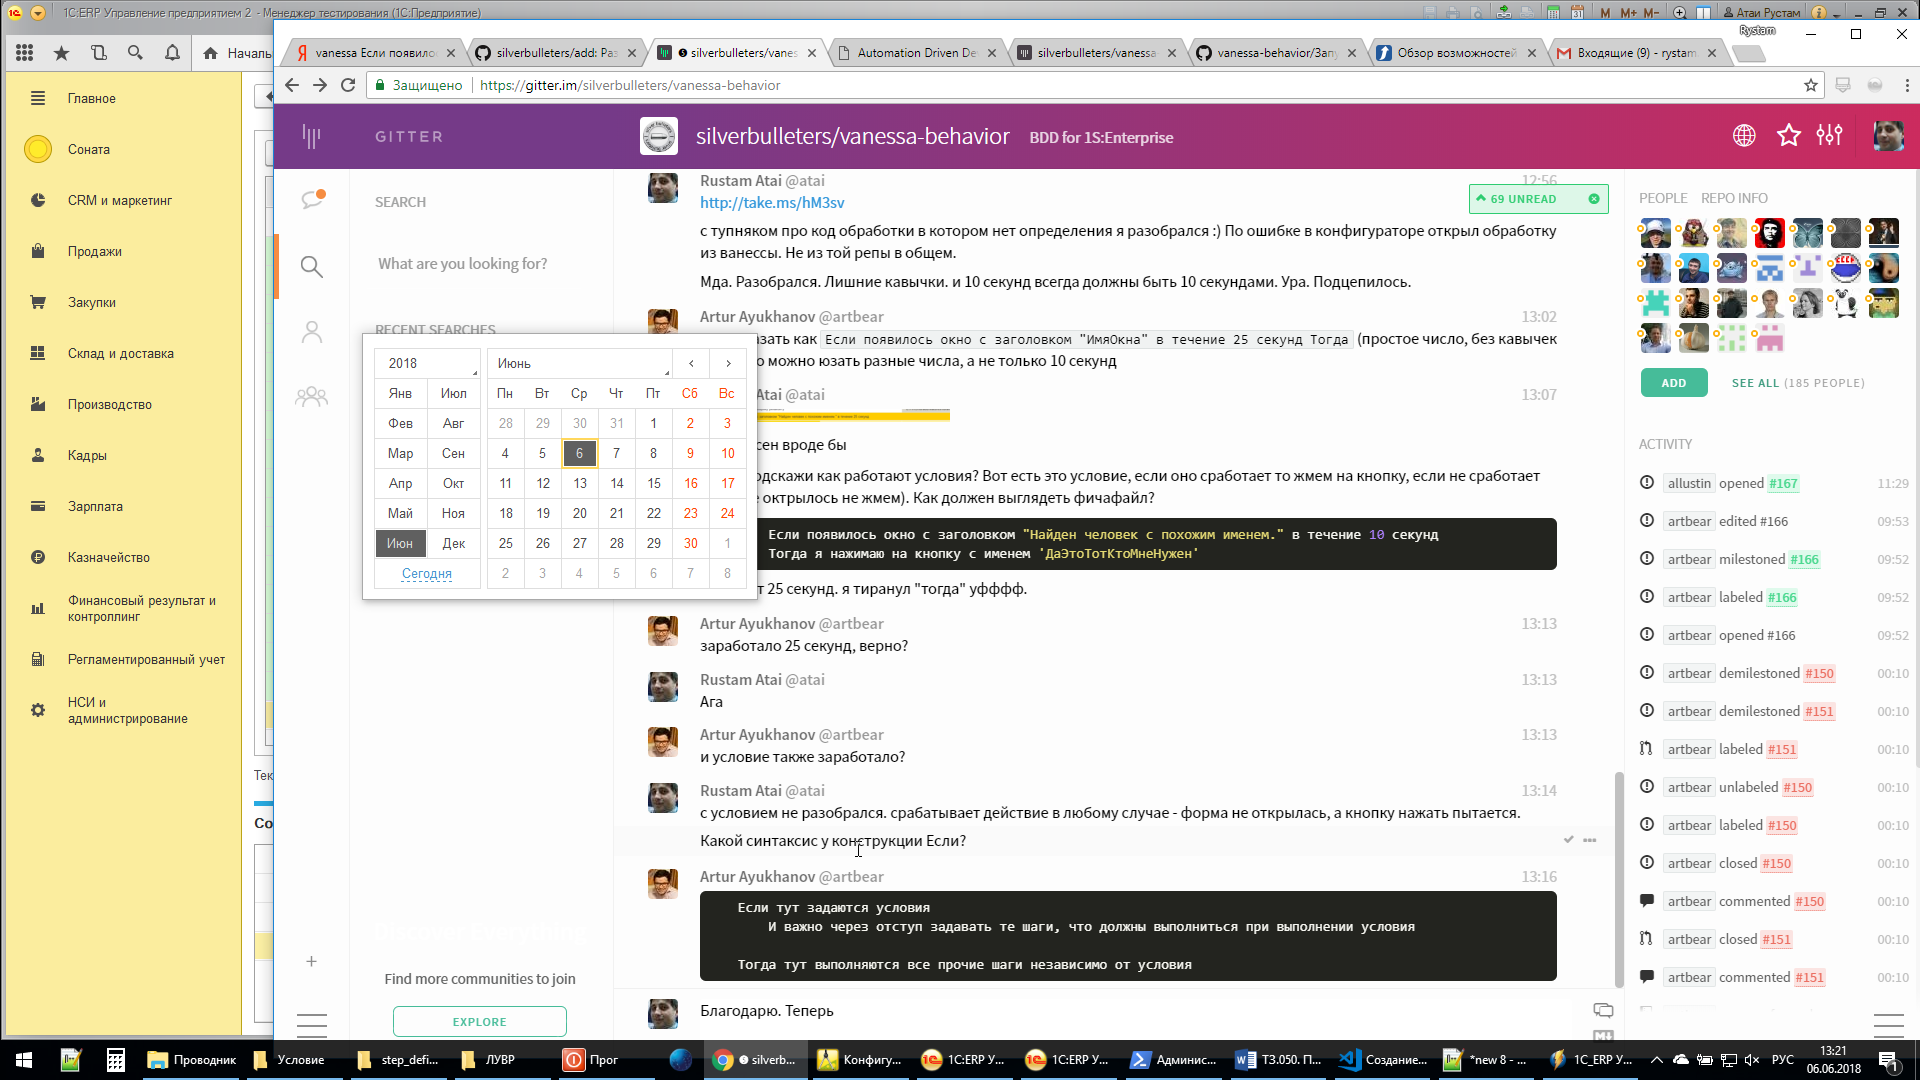 1С:ERP Управление предприятием 2 - Менеджер тестирования (1С:Предприятие)
M M+ M-
Атаи Рустам
Rystam
vanessa Если появило
silverbulleters/add: Ра
silverbulleters/vanes
Automation Driven De
silverbulleters/vanessa-
vanessa-behavior/Запу
Обзор возможностей
Входящие (9) - rystam
Началь
Защищено
https://gitter.im/silverbulleters/vanessa-behavior
Главное
Соната
CRM и маркетинг
Продажи
Закупки
Склад и доставка
Производство
Кадры
Зарплата
Казначейство
Финансовый результат и
контроллинг
Регламентированный учет
НСИ и
администрирование
Тек
Со
GITTER
silverbulleters/vanessa-behavior
BDD for 1S:Enterprise
SEARCH
What are you looking for?
RECENT SEARCHES
2018
Июнь
Янв Июл
Фев Авг
Мар Сен
Апр Окт
Май Ноя
Июн Дек
Сегодня
Пн Вт Ср Чт Пт Сб Вс
28 29 30 31 1 2 3
4 5 6 7 8 9 10
11 12 13 14 15 16 17
18 19 20 21 22 23 24
25 26 27 28 29 30 1
2 3 4 5 6 7 8
Find more communities to join
EXPLORE
Rustam Atai @atai 12:56
69 UNREAD
http://take.ms/hM3sv
с тупняком про код обработки в котором нет определения я разобрался :) По ошибке в конфигураторе открыл обработку
из ванессы. Не из той репы в общем.
Мда. Разобрался. Лишние кавычки. и 10 секунд всегда должны быть 10 секундами. Ура. Подцепилось.
Artur Ayukhanov @artbear 13:02
азать как Если появилось окно с заголовком "ИмяОкна" в течение 25 секунд Тогда (простое число, без кавычек
о можно юзать разные числа, а не только 10 секунд
Atai @atai 13:07
сен вроде бы
одскажи как работают условия? Вот есть это условие, если оно сработает то жмем на кнопку, если не сработает
е октрылось не жмем). Как должен выглядеть фичафайл?
Если появилось окно с заголовком "Найден человек с похожим именем." в течение 10 секунд
Тогда я нажимаю на кнопку с именем 'ДаЭтоТотКтоМнеНужен'
т 25 секунд. я тиранул "тогда" уфффф.
Artur Ayukhanov @artbear 13:13
заработало 25 секунд, верно?
Rustam Atai @atai 13:13
Ага
Artur Ayukhanov @artbear 13:13
и условие также заработало?
Rustam Atai @atai 13:14
с условием не разобрался. срабатывает действие в любому случае - форма не открылась, а кнопку нажать пытается.
Какой синтаксис у конструкции Если?
Artur Ayukhanov @artbear 13:16
Если тут задаются условия
И важно через отступ задавать те шаги, что должны выполниться при выполнении условия
Тогда тут выполняются все прочие шаги независимо от условия
Благодарю. Теперь
PEOPLE REPO INFO
ADD
SEE ALL (185 PEOPLE)
ACTIVITY
allustin opened #167 11:29
artbear edited #166 09:53
artbear milestoned #166 09:52
artbear labeled #166 09:52
artbear opened #166 09:52
artbear demilestoned #150 00:10
artbear demilestoned #151 00:10
artbear labeled #151 00:10
artbear unlabeled #150 00:10
artbear labeled #150 00:10
artbear closed #150 00:10
artbear commented #150 00:10
artbear closed #151 00:10
artbear commented #151 00:10
Проводник
Условие
step_defi...
ЛУВР
Прог
silverb...
Конфигу...
1С:ERP У...
1С:ERP У...
Админис...
ТЗ.050. П...
Создание...
*new 8 - ...
1C_ERP У...
РУС
13:21
06.06.2018
1